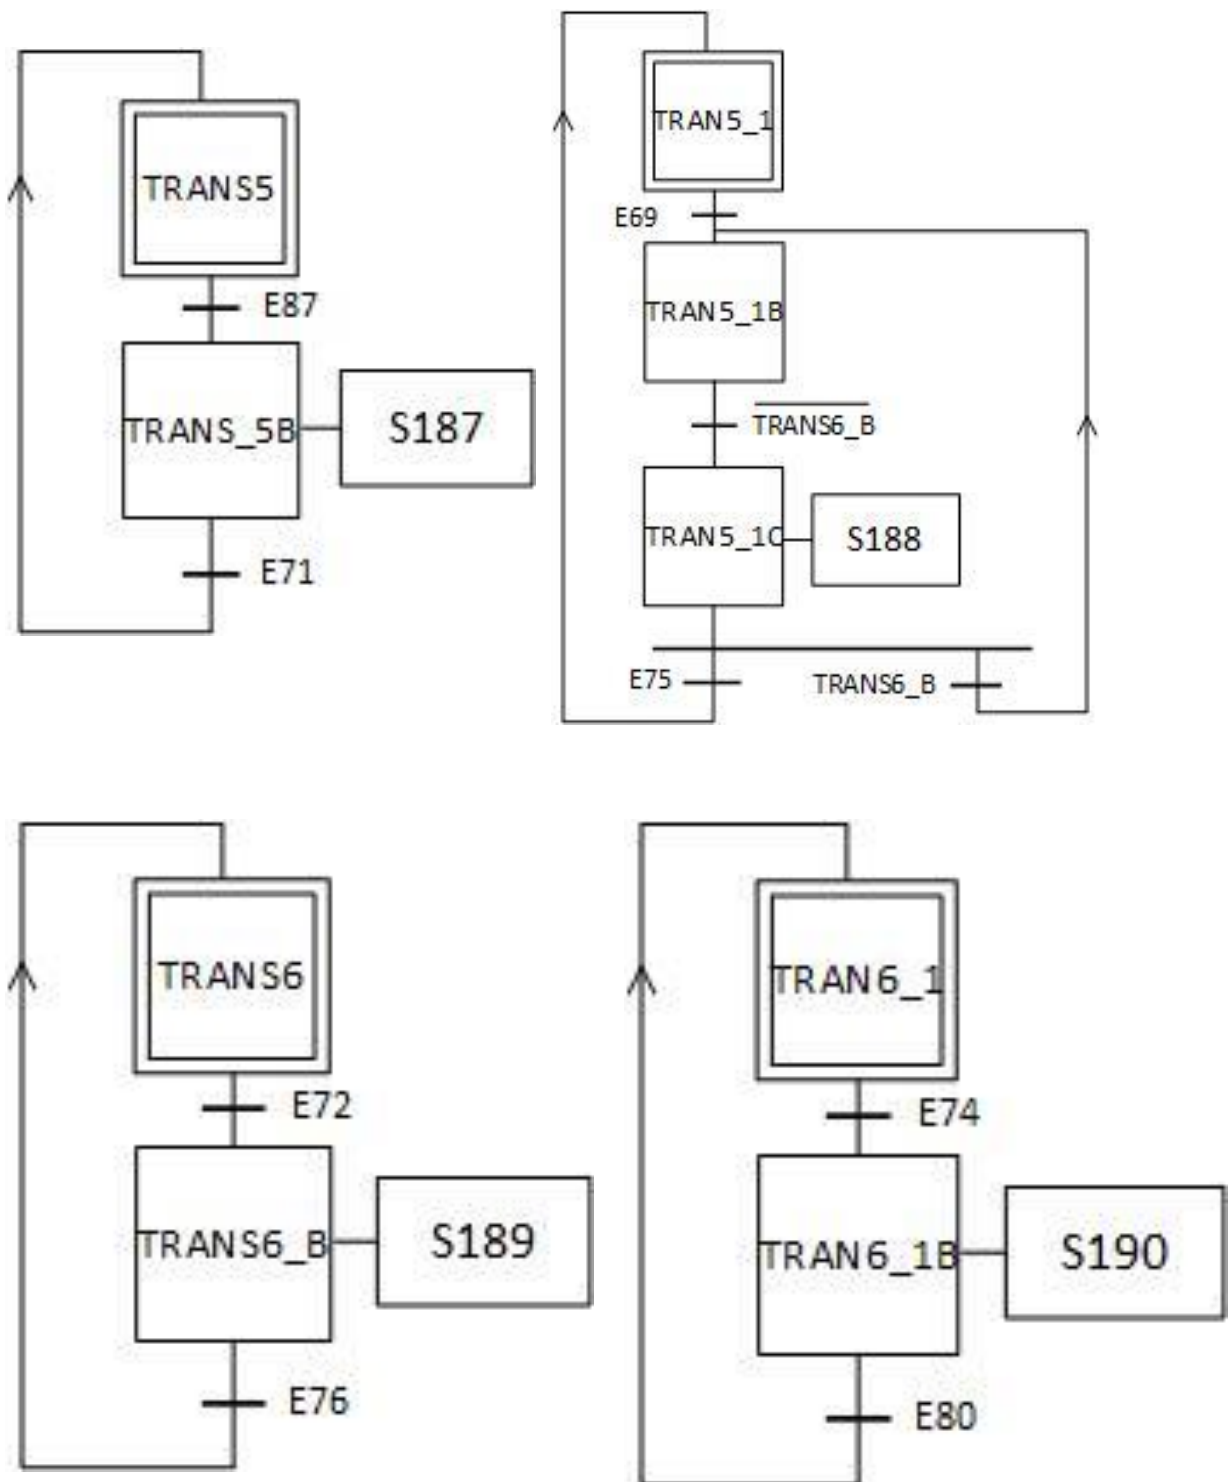 TRANS5
E87
TRANS_5B
S187
E71
TRAN5_1
E69
TRAN5_1B
TRANS6_B
TRAN5_1C
S188
E75
TRANS6_B
TRANS6
E72
TRANS6_B
S189
E76
TRAN6_1
E74
TRAN6_1B
S190
E80